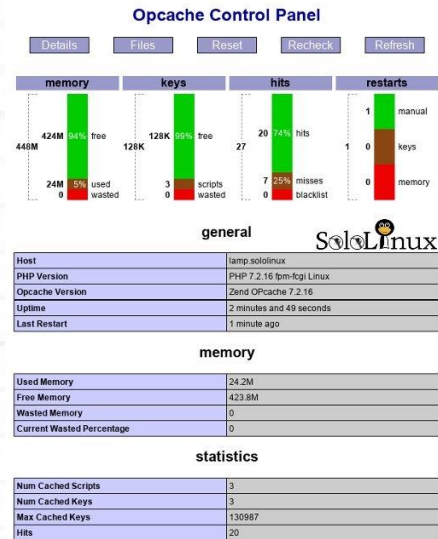 Opcache Control Panel
Details Files Reset Recheck Refresh
memory keys hits restarts
1 manual
424M 94% free 128K 99% free 20 74% hits
448M 128K 27 1 0 keys
24M 5% used 3 scripts 7 25% misses 0 memory
0 wasted 0 wasted 0 blacklist
general
SoloLinux
Host lamp.sololinux
PHP Version PHP 7.2.16 fpm-fcgi Linux
Opcache Version Zend OPcache 7.2.16
Uptime 2 minutes and 49 seconds
Last Restart 1 minute ago
memory
Used Memory 24.2M
Free Memory 423.8M
Wasted Memory 0
Current Wasted Percentage 0
statistics
Num Cached Scripts 3
Num Cached Keys 3
Max Cached Keys 130987
Hits 20